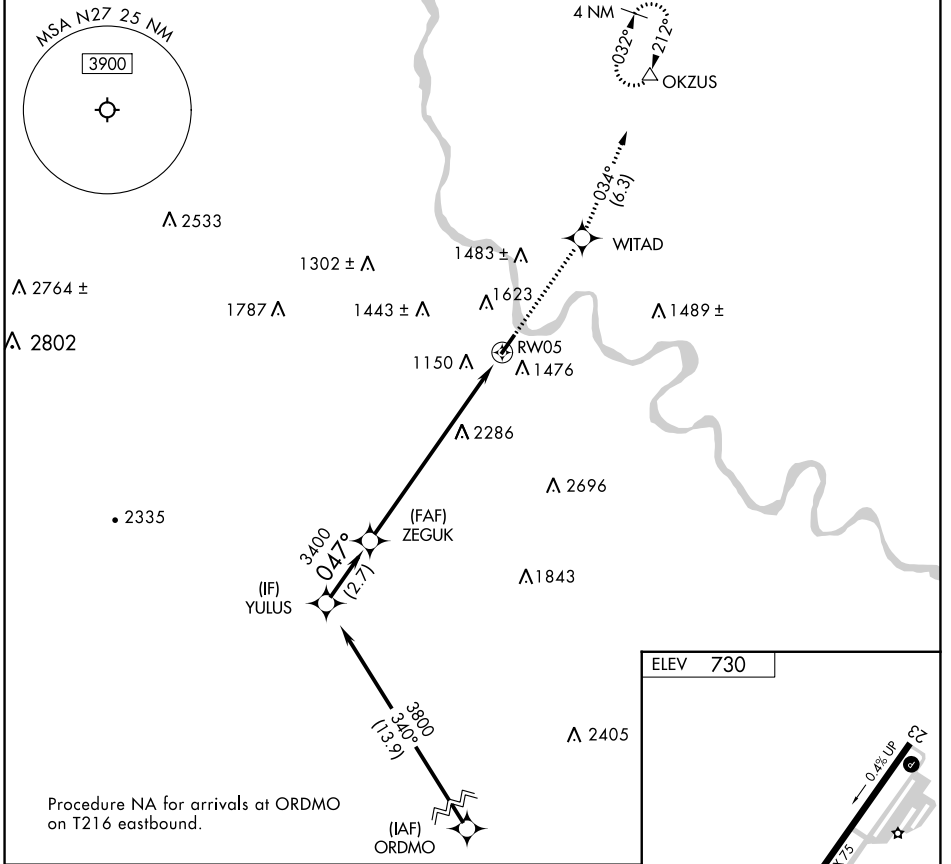 MSA N27 25 NM
3900
4 NM
032°
212°
OKZUS
034°
(6.3)
2533
WITAD
1302 ±
1483 ±
2764 ±
1787
1443 ±
1623
1489 ±
2802
RW05
1150
1476
2286
2696
2335
(FAF)
ZEGUK
3400
047°
(2.7)
1843
(IF)
YULUS
ELEV 730
3800
340°
(13.9)
2405
23
0.4% UP
P
Procedure NA for arrivals at ORDMO
on T216 eastbound.
(IAF)
ORDMO
X 75